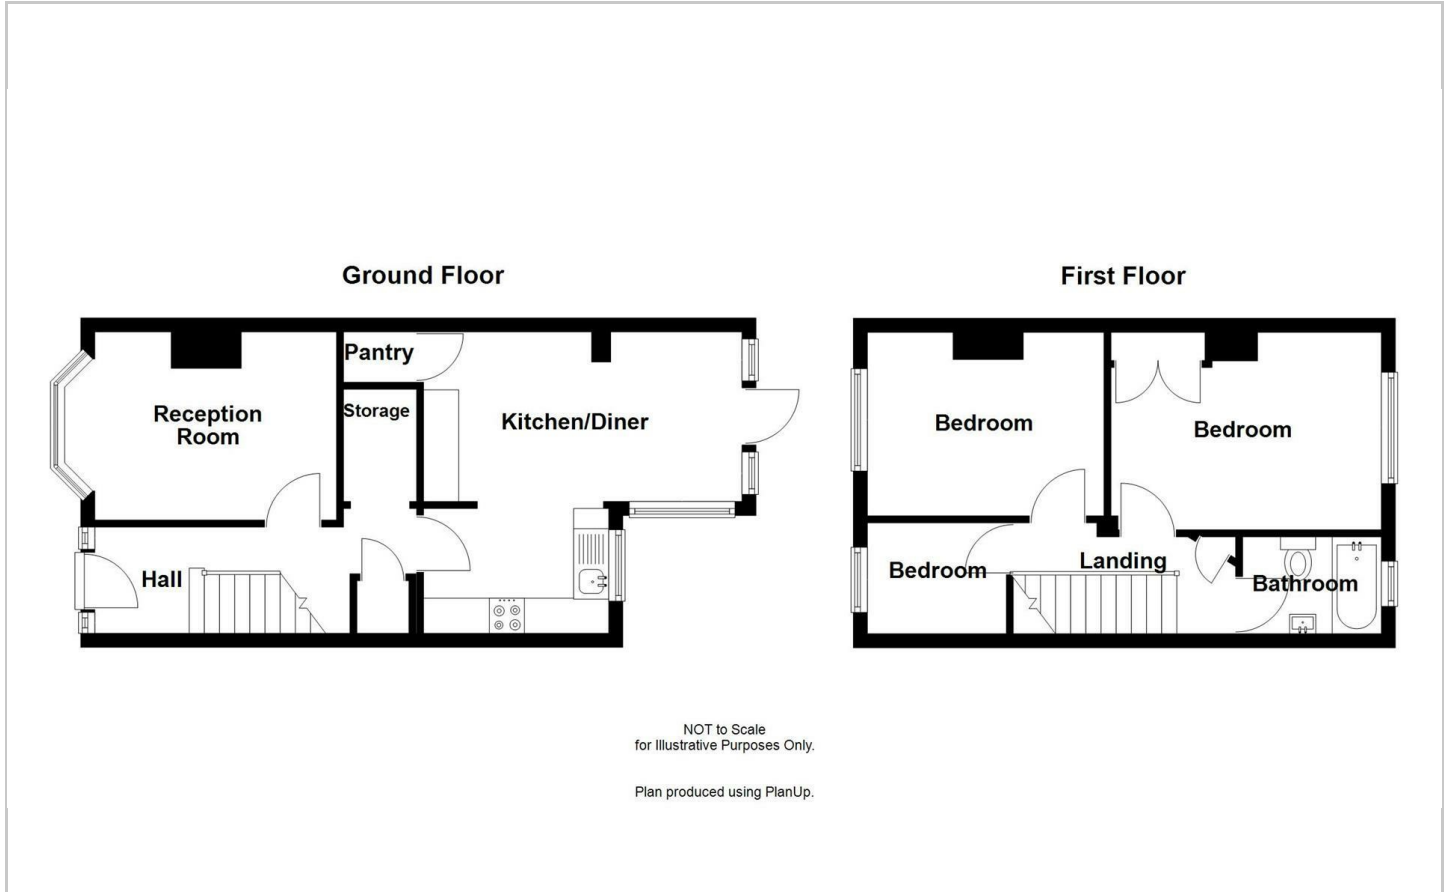 Ground Floor
Pantry
Reception
Room
Storage
Kitchen/Diner
Hall
First Floor
Bedroom
Bedroom
Bedroom
Landing
Bathroom
NOT to Scale
for Illustrative Purposes Only.
Plan produced using PlanUp.